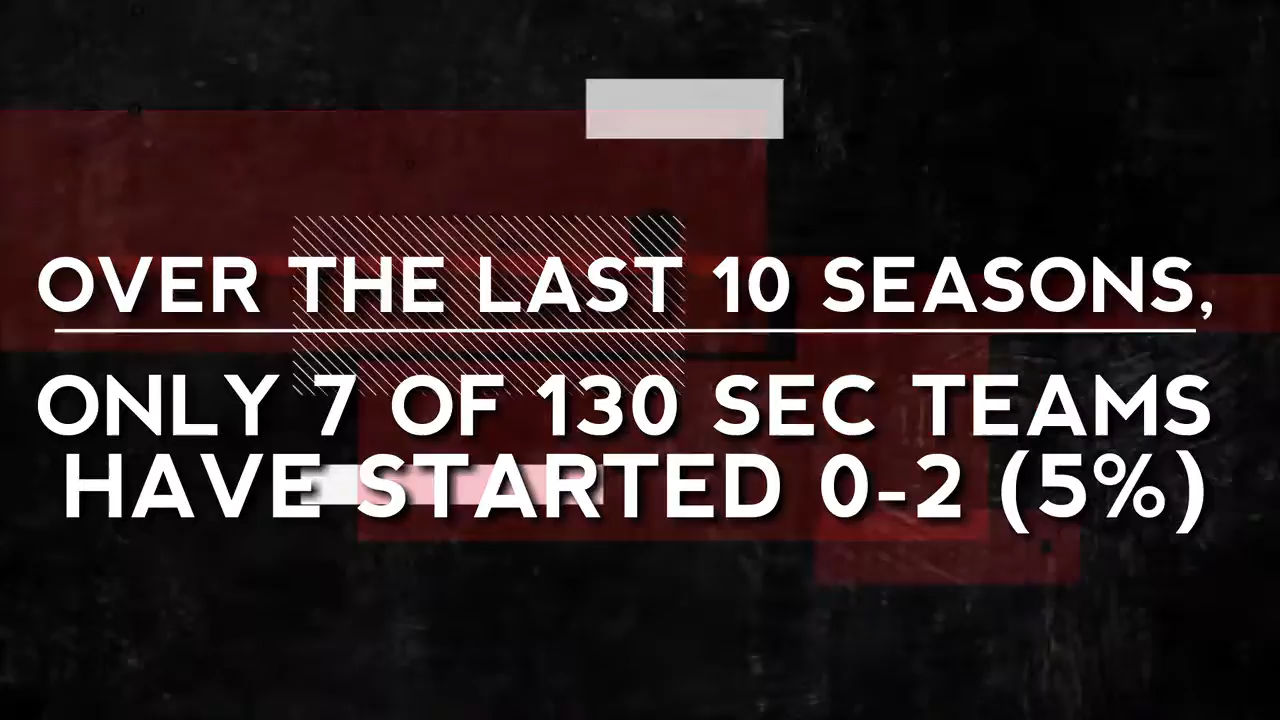 OVER THE LAST 10 SEASONS,
ONLY 7 OF 130 SEC TEAMS
HAVE STARTED 0-2 (5%)